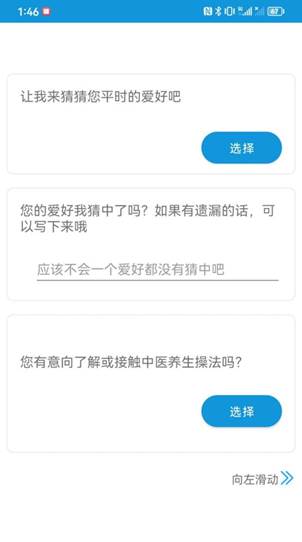 1:46
67
让我来猜猜您平时的爱好吧
选择
您的爱好我猜中了吗？如果有遗漏的话，可
以写下来哦
应该不会一个爱好都没有猜中吧
您有意向了解或接触中医养生操法吗？
选择
向左滑动